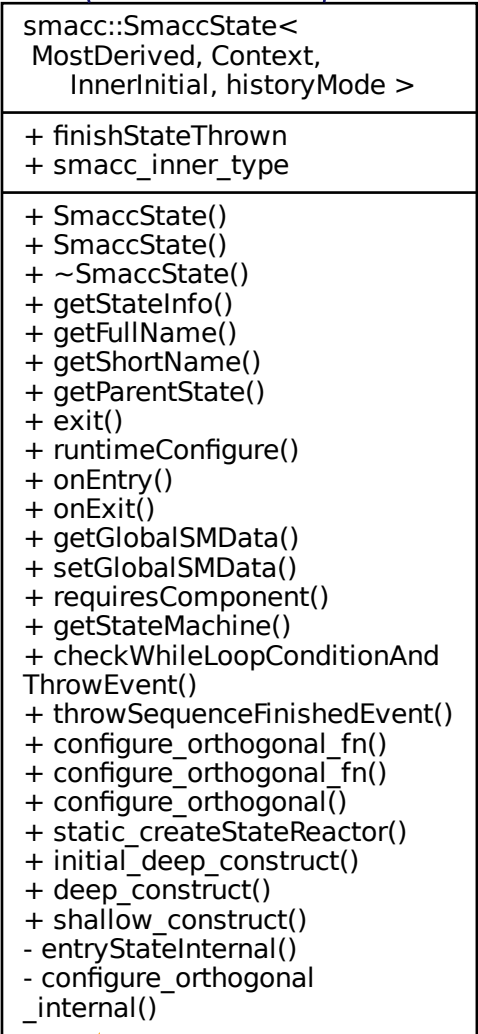 smacc::SmaccState<
MostDerived, Context,
InnerInitial, historyMode >
+ finishStateThrown
+ smacc_inner_type
+ SmaccState()
+ SmaccState()
+ ~SmaccState()
+ getStateInfo()
+ getFullName()
+ getShortName()
+ getParentState()
+ exit()
+ runtimeConfigure()
+ onEntry()
+ onExit()
+ getGlobalSMData()
+ setGlobalSMData()
+ requiresComponent()
+ getStateMachine()
+ checkWhileLoopConditionAnd
ThrowEvent()
+ throwSequenceFinishedEvent()
+ configure_orthogonal_fn()
+ configure_orthogonal_fn()
+ configure_orthogonal()
+ static_createStateReactor()
+ initial_deep_construct()
+ deep_construct()
+ shallow_construct()
- entryStateInternal()
- configure_orthogonal
_internal()